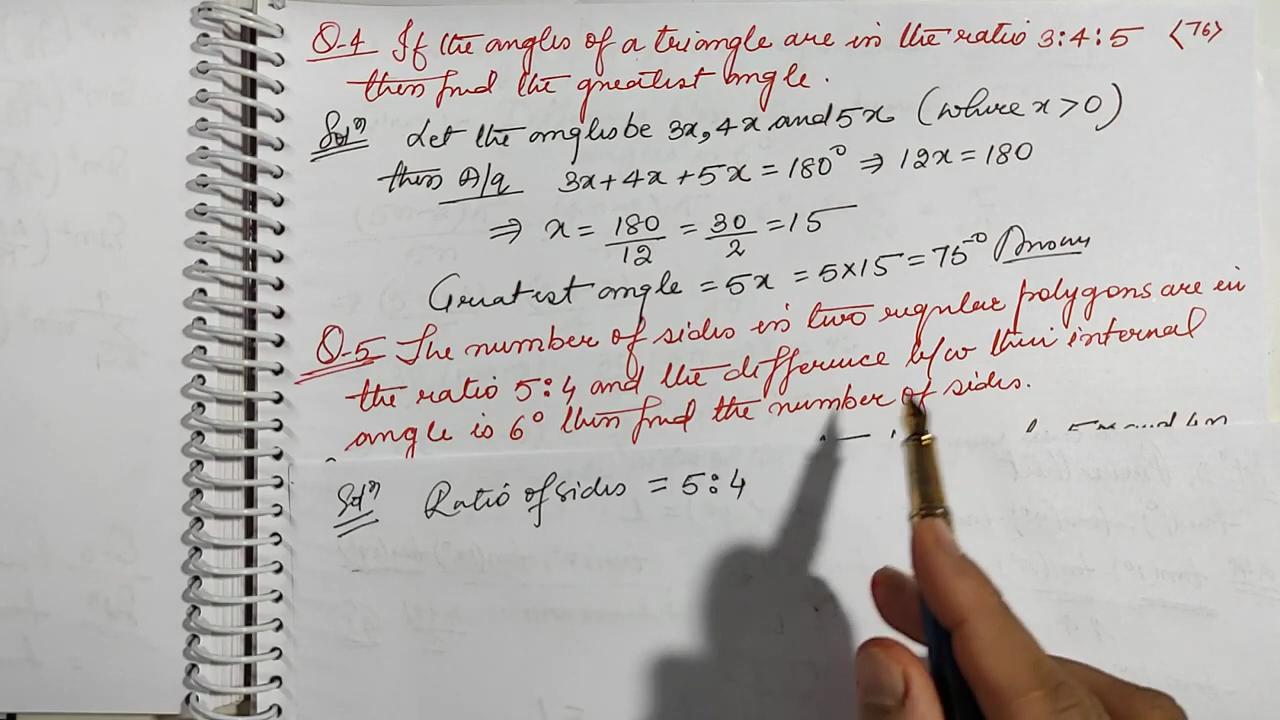 Q-4 If the angles of a triangle are in the ratio 3:4:5 <76>
then find the greatest angle.
Solⁿ Let the angles be 3x, 4x and 5x (where x > 0)
then A/q 3x+4x+5x = 180° ⇒ 12x = 180
⇒ x = 180/12 = 30/2 = 15
Greatest angle = 5x = 5×15 = 75° Answer
Q-5 The number of sides in two regular polygons are in
the ratio 5:4 and the difference b/w their internal
angle is 6° then find the number of sides.
Solⁿ Ratio of sides = 5:4